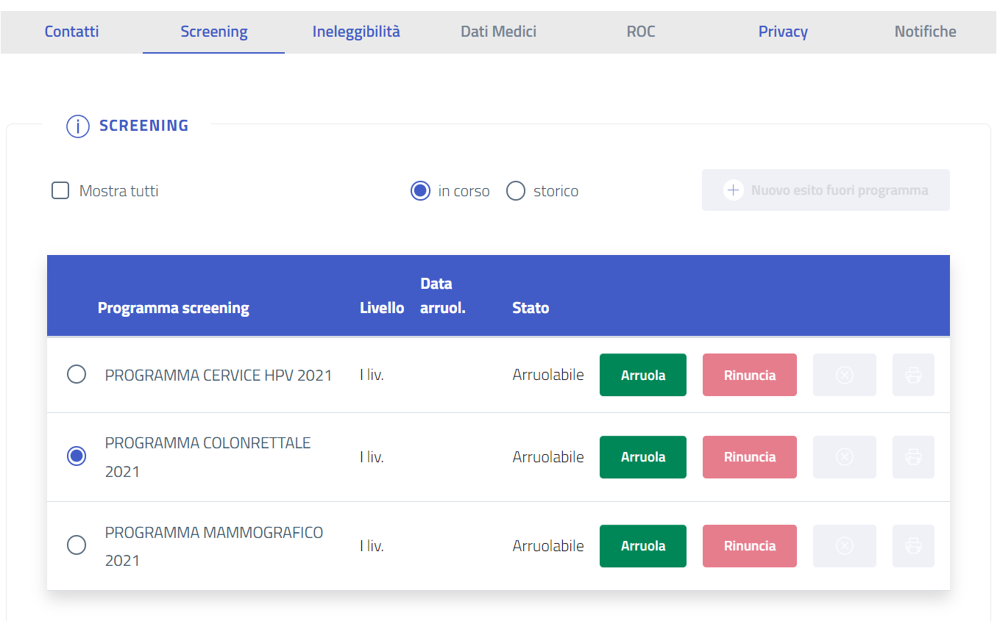 Contatti Screening Ineleggibilità Dati Medici ROC Privacy Notifiche
SCREENING
Mostra tutti in corso storico Nuovo esito fuori programma
Programma screening Livello Data arruol. Stato
PROGRAMMA CERVICE HPV 2021 I liv. Arruolabile Arruola Rinuncia
PROGRAMMA COLONRETTALE 2021 I liv. Arruolabile Arruola Rinuncia
PROGRAMMA MAMMOGRAFICO 2021 I liv. Arruolabile Arruola Rinuncia